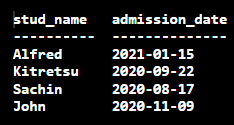 stud_name admission_date
---------- --------------
Alfred 2021-01-15
Kitretsu 2020-09-22
Sachin 2020-08-17
John 2020-11-09